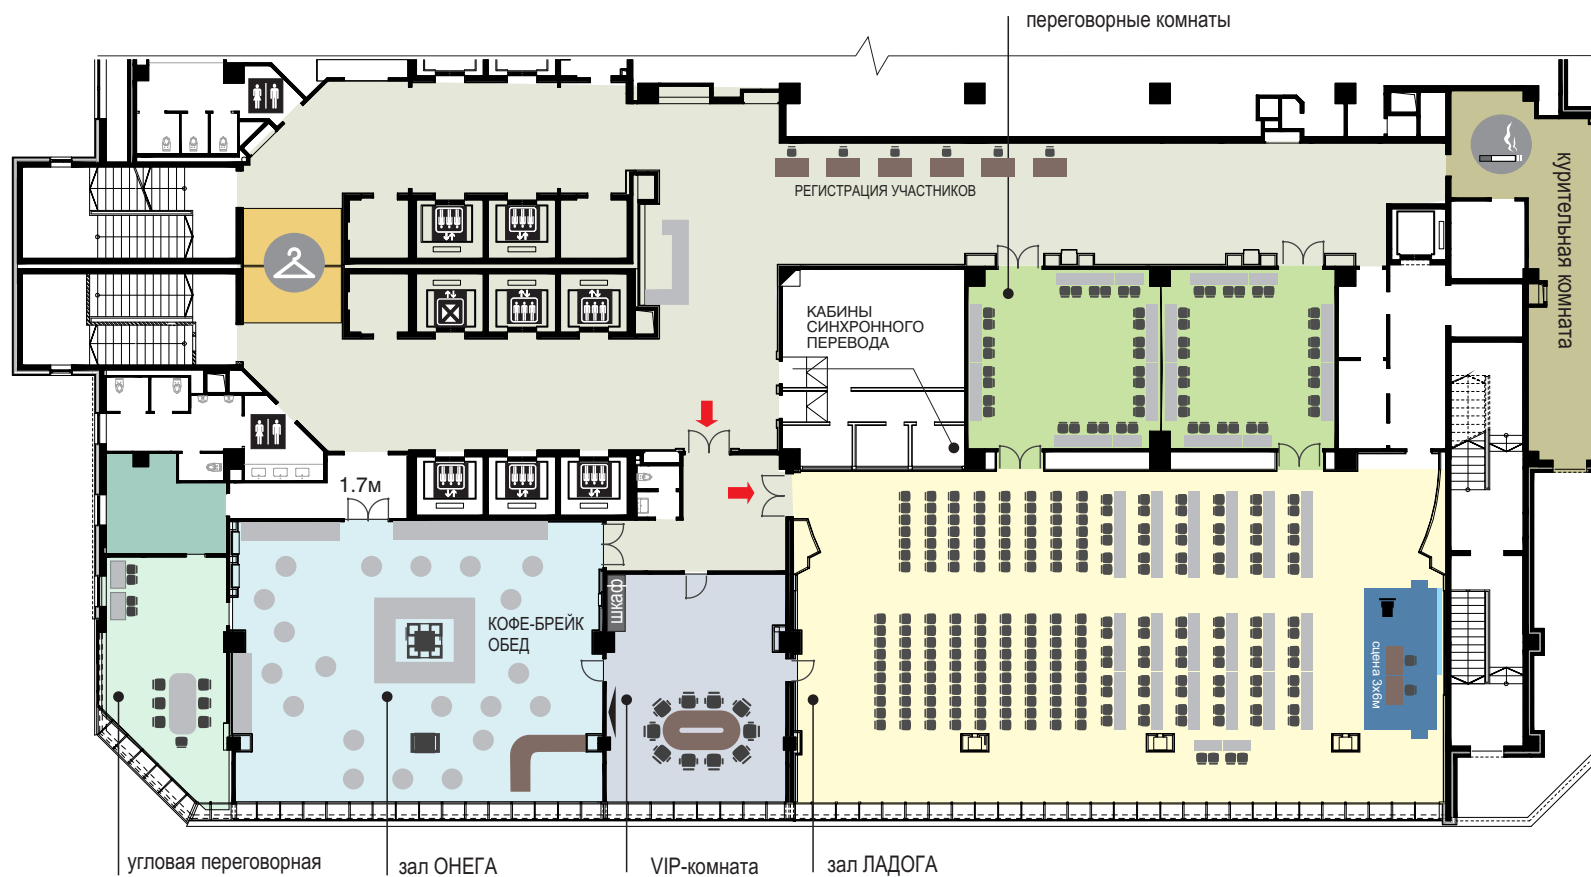 переговорные комнаты
РЕГИСТРАЦИЯ УЧАСТНИКОВ
курительная комната
КАБИНЫ
СИНХРОННОГО
ПЕРЕВОДА
1.7м
шкаф
КОФЕ-БРЕЙК
ОБЕД
сцена 3х6м
угловая переговорная
зал ОНЕГА
VIP-комната
зал ЛАДОГА